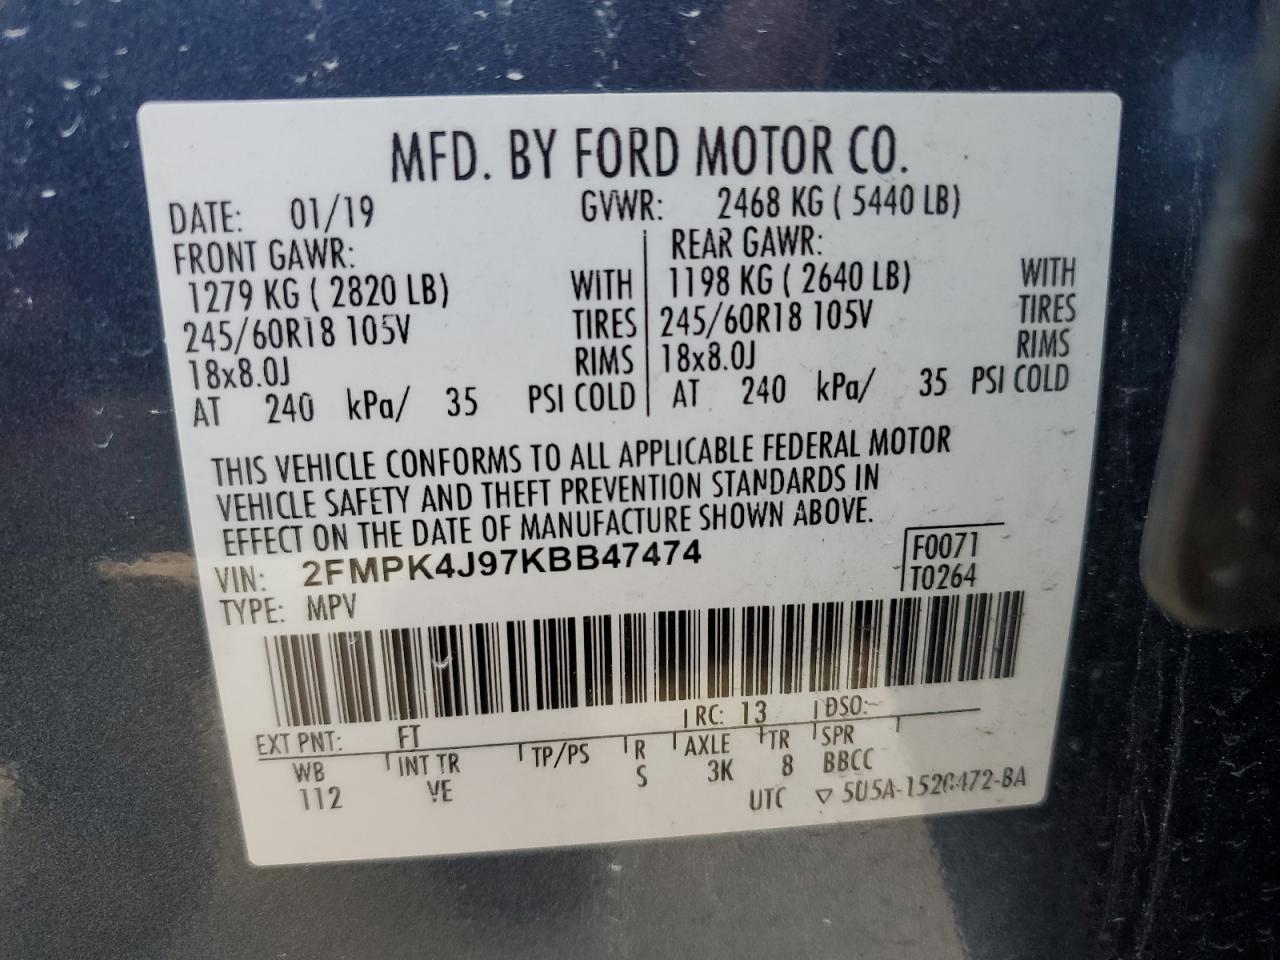 MFD. BY FORD MOTOR CO.
DATE: 01/19 GVWR: 2468 KG ( 5440 LB)
FRONT GAWR: REAR GAWR:
1279 KG ( 2820 LB) WITH 1198 KG ( 2640 LB) WITH
245/60R18 105V TIRES 245/60R18 105V TIRES
18x8.0J RIMS 18x8.0J RIMS
AT 240 kPa/ 35 PSI COLD AT 240 kPa/ 35 PSI COLD
THIS VEHICLE CONFORMS TO ALL APPLICABLE FEDERAL MOTOR
VEHICLE SAFETY AND THEFT PREVENTION STANDARDS IN
EFFECT ON THE DATE OF MANUFACTURE SHOWN ABOVE.
VIN: 2FMPK4J97KBB47474 F0071
TYPE: MPV T0264
EXT PNT: FT RC: 13 DSO:
WB INT TR TP/PS R AXLE TR SPR
112 VE S 3K 8 BBCC
UTC ▽